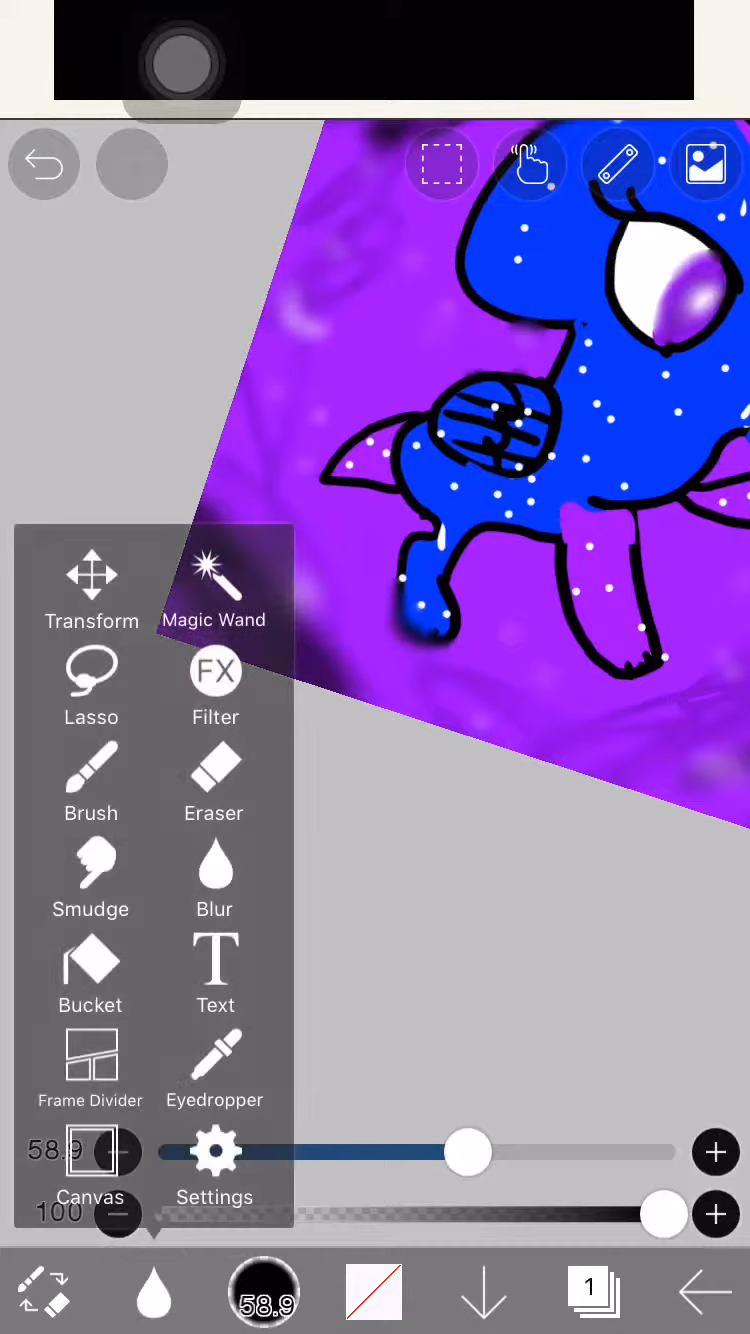 Transform Magic Wand
FX
Lasso Filter
Brush Eraser
Smudge Blur
T
Bucket Text
Frame Divider Eyedropper
58.9
Canvas Settings
100
58.9
1